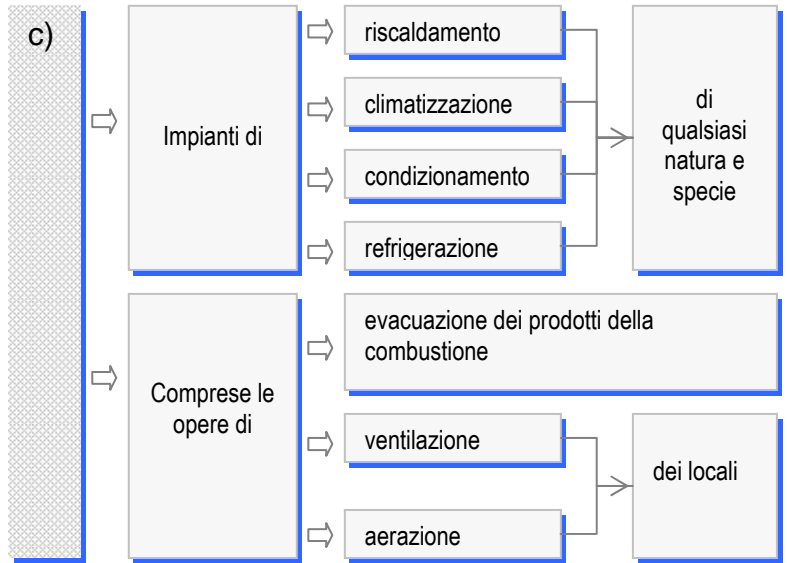 c)
Impianti di
riscaldamento
climatizzazione
condizionamento
refrigerazione
di
qualsiasi
natura e
specie
Comprese le
opere di
evacuazione dei prodotti della
combustione
ventilazione
aerazione
dei locali